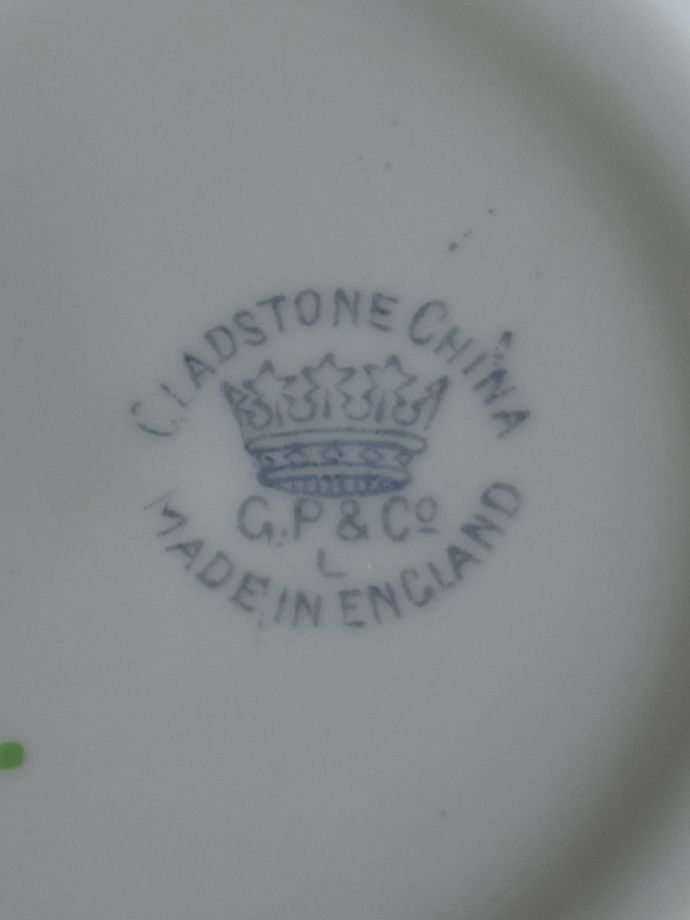 GLADSTONE CHINA
G.P & Cº
L
MADE IN ENGLAND